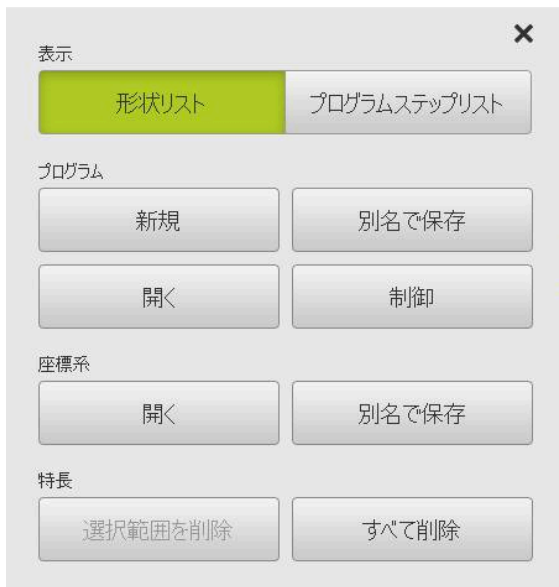 表示
形状リスト プログラムステップリスト
プログラム
新規 別名で保存
開く 制御
座標系
開く 別名で保存
特長
選択範囲を削除 すべて削除